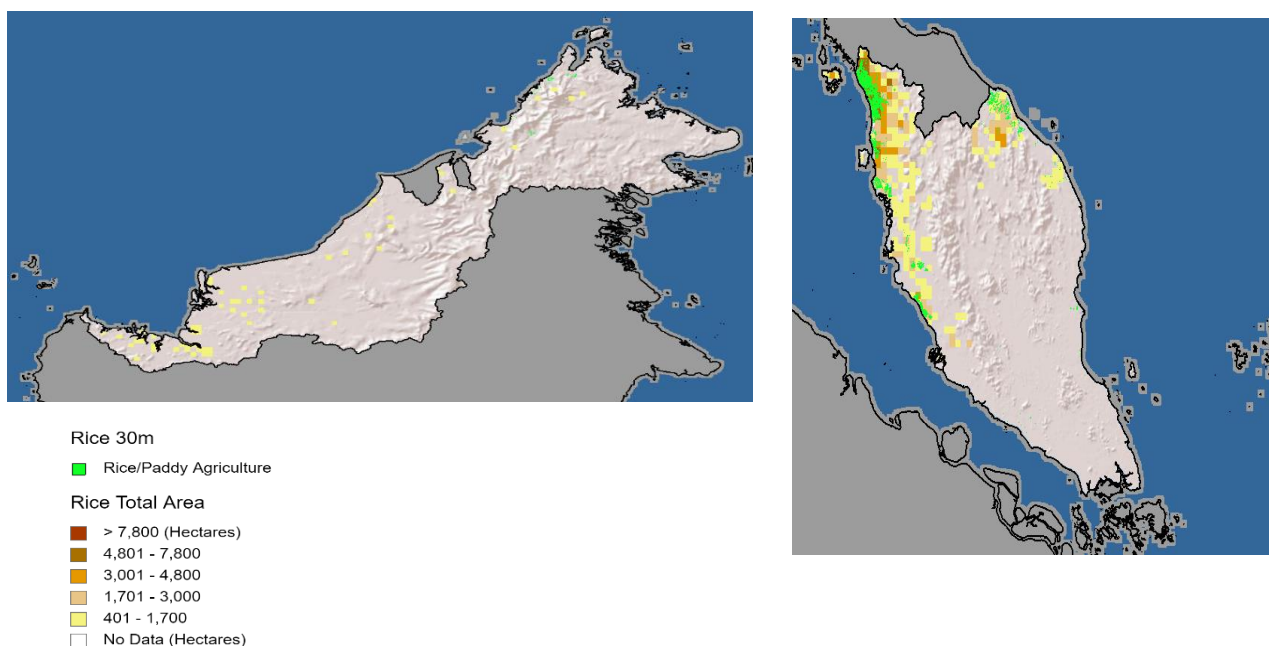 Rice 30m
Rice/Paddy Agriculture
Rice Total Area
> 7,800 (Hectares)
4,801 - 7,800
3,001 - 4,800
1,701 - 3,000
401 - 1,700
No Data (Hectares)